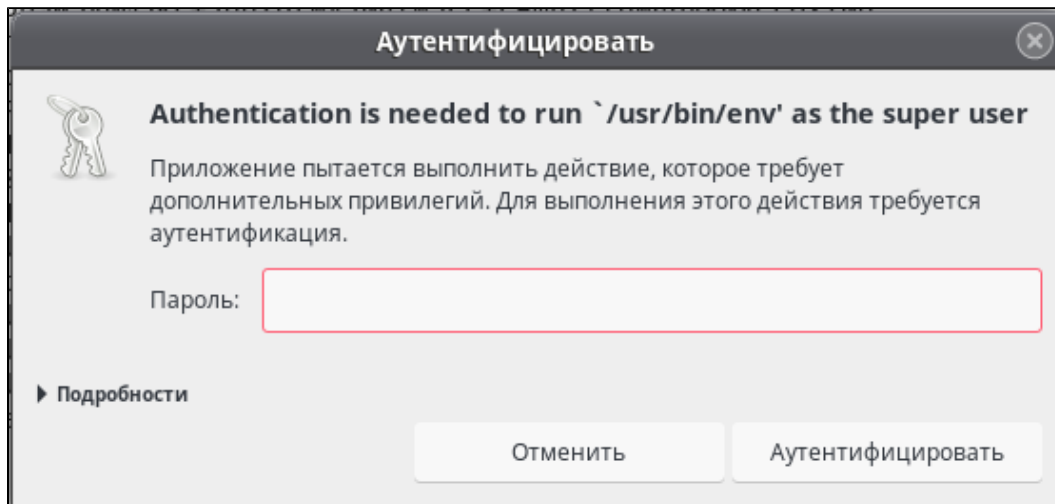 Аутентифицировать
Authentication is needed to run `/usr/bin/env' as the super user
Приложение пытается выполнить действие, которое требует
дополнительных привилегий. Для выполнения этого действия требуется
аутентификация.
Пароль:
Подробности
Отменить Аутентифицировать